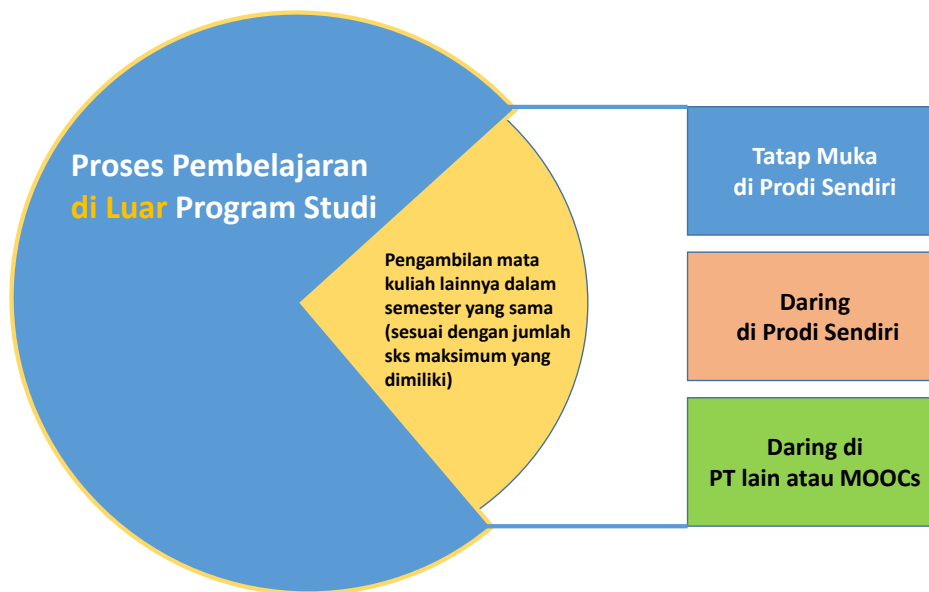 Proses Pembelajaran
di Luar Program Studi
Pengambilan mata
kuliah lainnya dalam
semester yang sama
(sesuai dengan jumlah
sks maksimum yang
dimiliki)
Tatap Muka
di Prodi Sendiri
Daring
di Prodi Sendiri
Daring di
PT lain atau MOOCs